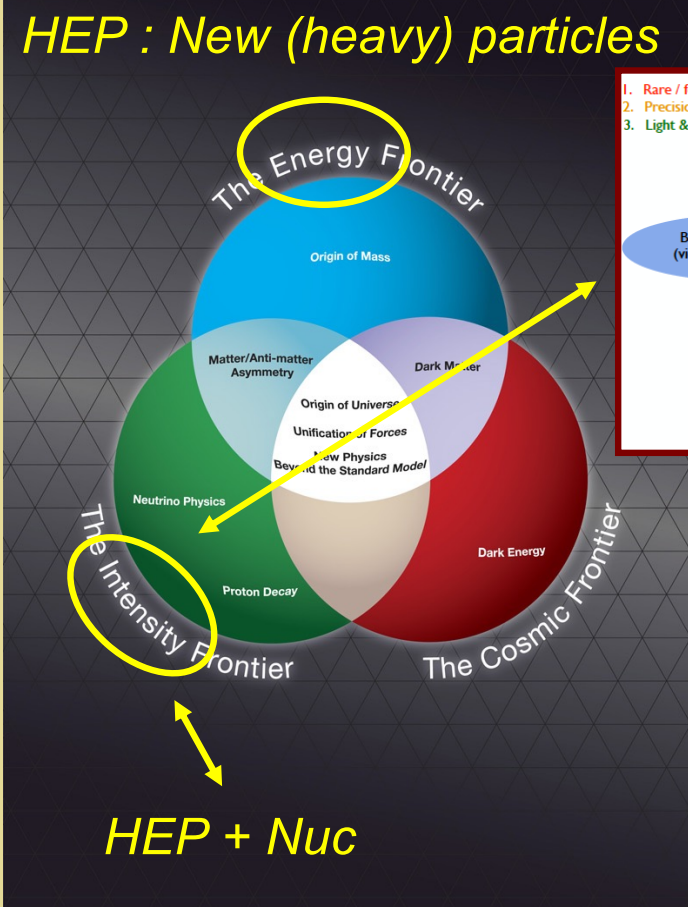 HEP : New (heavy) particles
1. Rare /
2.
3. Light &
The Energy Frontier
Origin of Mass
Matter/Anti-matter
Asymmetry
Dark Matter
Origin of Universe
Unification of Forces
New Physics
Beyond the Standard Model
Neutrino Physics
Proton Decay
Dark Energy
The Intensity Frontier
The Cosmic Frontier
HEP + Nuc